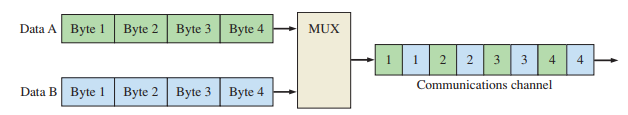 Data A Byte 1 Byte 2 Byte 3 Byte 4
MUX
1 1 2 2 3 3 4 4
Communications channel
Data B Byte 1 Byte 2 Byte 3 Byte 4